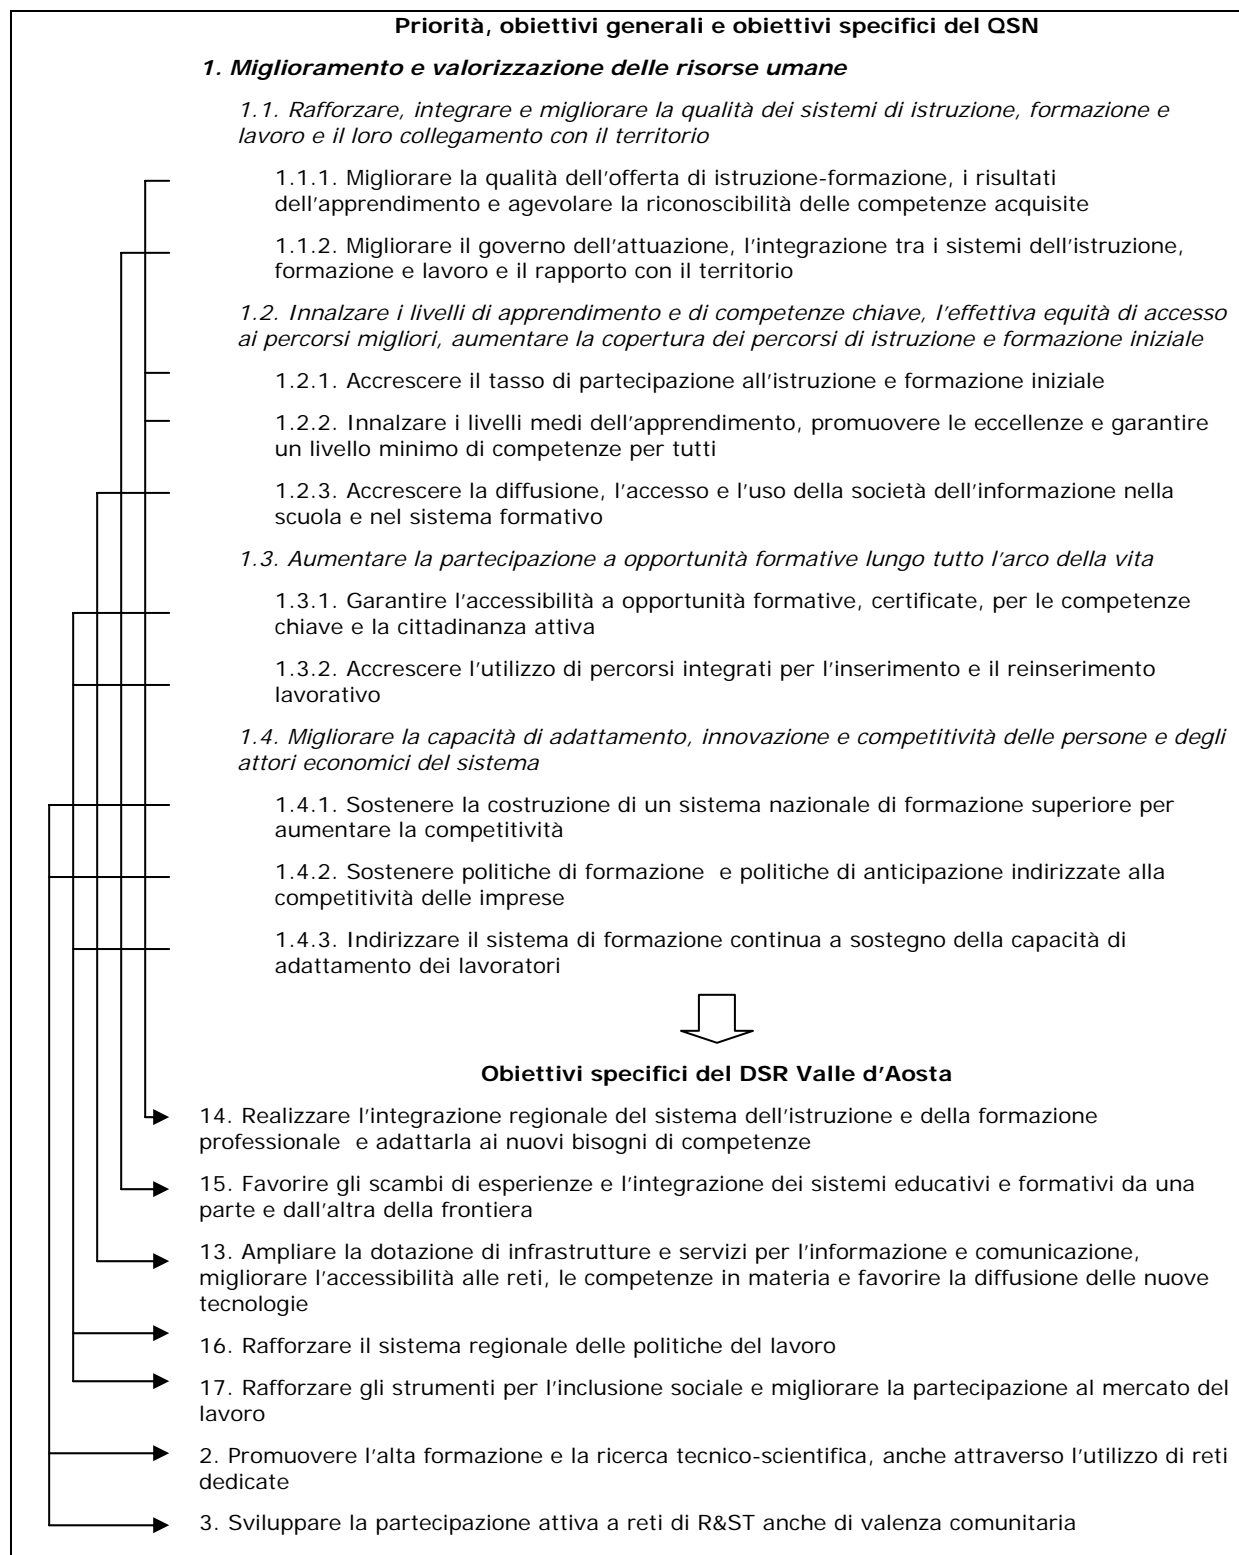 Priorità, obiettivi generali e obiettivi specifici del QSN
1. Miglioramento e valorizzazione delle risorse umane
1.1. Rafforzare, integrare e migliorare la qualità dei sistemi di istruzione, formazione e
lavoro e il loro collegamento con il territorio
1.1.1. Migliorare la qualità dell'offerta di istruzione-formazione, i risultati
dell'apprendimento e agevolare la riconoscibilità delle competenze acquisite
1.1.2. Migliorare il governo dell'attuazione, l'integrazione tra i sistemi dell'istruzione,
formazione e lavoro e il rapporto con il territorio
1.2. Innalzare i livelli di apprendimento e di competenze chiave, l'effettiva equità di accesso
ai percorsi migliori, aumentare la copertura dei percorsi di istruzione e formazione iniziale
1.2.1. Accrescere il tasso di partecipazione all'istruzione e formazione iniziale
1.2.2. Innalzare i livelli medi dell'apprendimento, promuovere le eccellenze e garantire
un livello minimo di competenze per tutti
1.2.3. Accrescere la diffusione, l'accesso e l'uso della società dell'informazione nella
scuola e nel sistema formativo
1.3. Aumentare la partecipazione a opportunità formative lungo tutto l'arco della vita
1.3.1. Garantire l'accessibilità a opportunità formative, certificate, per le competenze
chiave e la cittadinanza attiva
1.3.2. Accrescere l'utilizzo di percorsi integrati per l'inserimento e il reinserimento
lavorativo
1.4. Migliorare la capacità di adattamento, innovazione e competitività delle persone e degli
attori economici del sistema
1.4.1. Sostenere la costruzione di un sistema nazionale di formazione superiore per
aumentare la competitività
1.4.2. Sostenere politiche di formazione e politiche di anticipazione indirizzate alla
competitività delle imprese
1.4.3. Indirizzare il sistema di formazione continua a sostegno della capacità di
adattamento dei lavoratori
Obiettivi specifici del DSR Valle d'Aosta
14. Realizzare l'integrazione regionale del sistema dell'istruzione e della formazione
professionale e adattarla ai nuovi bisogni di competenze
15. Favorire gli scambi di esperienze e l'integrazione dei sistemi educativi e formativi da una
parte e dall'altra della frontiera
13. Ampliare la dotazione di infrastrutture e servizi per l'informazione e comunicazione,
migliorare l'accessibilità alle reti, le competenze in materia e favorire la diffusione delle nuove
tecnologie
16. Rafforzare il sistema regionale delle politiche del lavoro
17. Rafforzare gli strumenti per l'inclusione sociale e migliorare la partecipazione al mercato del
lavoro
2. Promuovere l'alta formazione e la ricerca tecnico-scientifica, anche attraverso l'utilizzo di reti
dedicate
3. Sviluppare la partecipazione attiva a reti di R&ST anche di valenza comunitaria